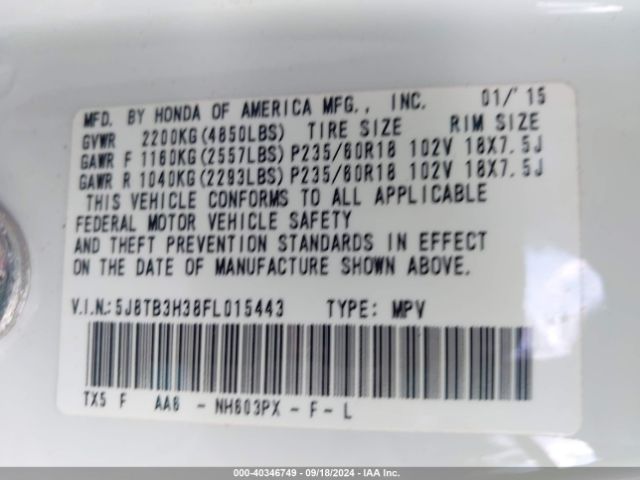 MFD. BY HONDA OF AMERICA MFG., INC. 01/'15
GVWR 2200KG(4850LBS) TIRE SIZE RIM SIZE
GAWR F 1160KG(2557LBS) P235/60R18 102V 18X7.5J
GAWR R 1040KG(2293LBS) P235/60R18 102V 18X7.5J
THIS VEHICLE CONFORMS TO ALL APPLICABLE
FEDERAL MOTOR VEHICLE SAFETY
AND THEFT PREVENTION STANDARDS IN EFFECT
ON THE DATE OF MANUFACTURE SHOWN ABOVE.
V.I.N.: 5J8TB3H38FL015443 TYPE: MPV
TX5 F AA6 - NH603PX - F - L
000-40346749 - 09/18/2024 - IAAI.COM